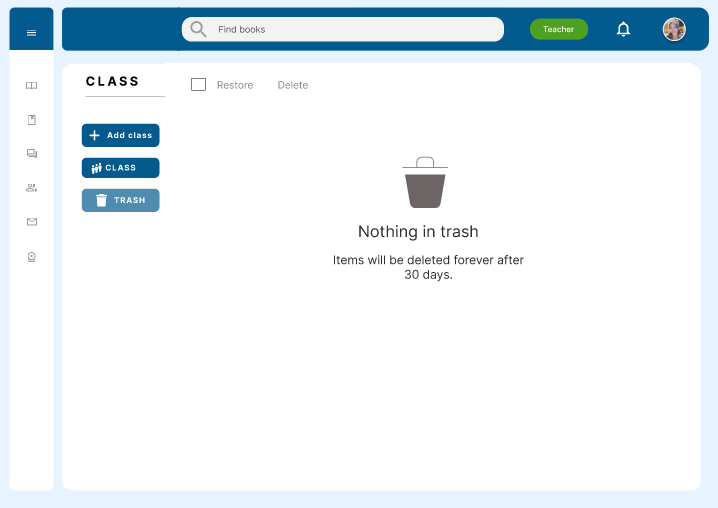 Find books
Teacher
CLASS
Restore
Delete
Add class
CLASS
TRASH
Nothing in trash
Items will be deleted forever after
30 days.